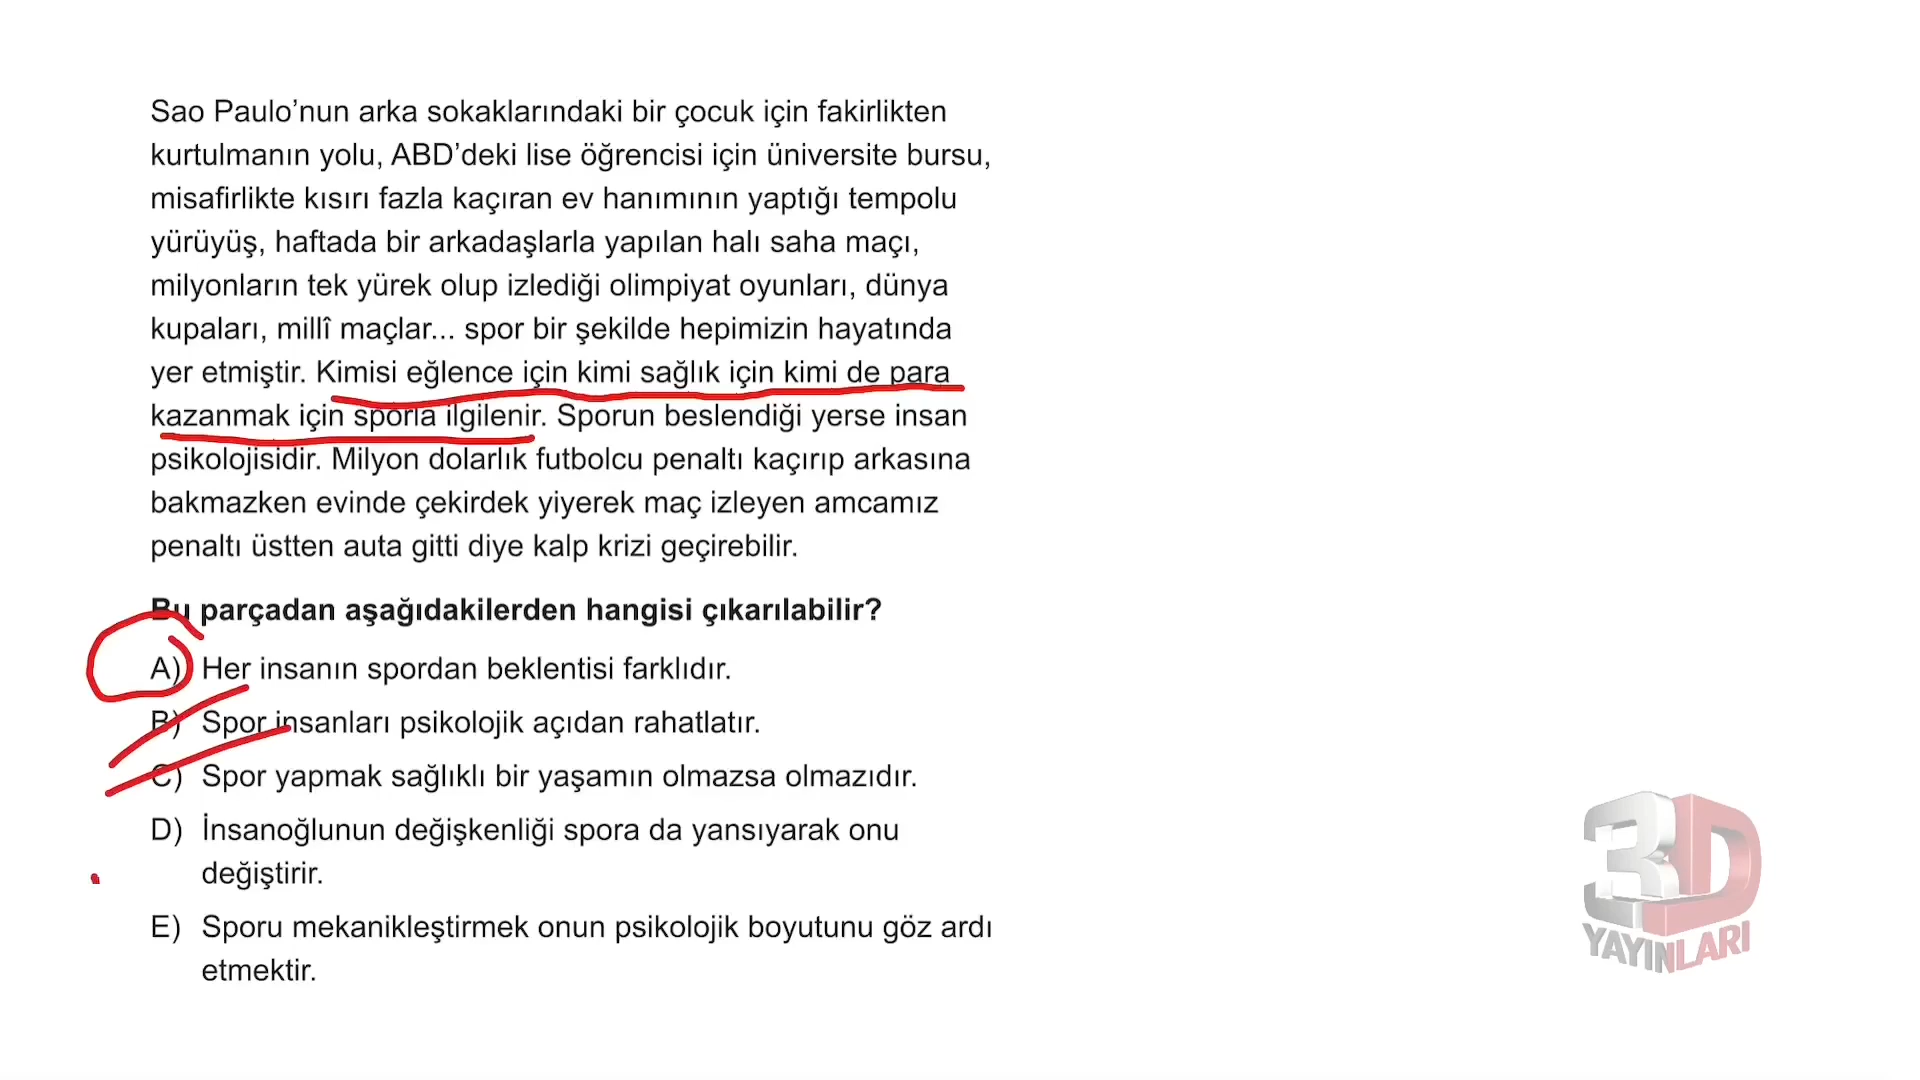 Sao Paulo’nun arka sokaklarındaki bir çocuk için fakirlikten
kurtulmanın yolu, ABD’deki lise öğrencisi için üniversite bursu,
misafirlikte kısırı fazla kaçıran ev hanımının yaptığı tempolu
yürüyüş, haftada bir arkadaşlarla yapılan halı saha maçı,
milyonların tek yürek olup izlediği olimpiyat oyunları, dünya
kupaları, millî maçlar... spor bir şekilde hepimizin hayatında
yer etmiştir. Kimisi eğlence için kimi sağlık için kimi de para
kazanmak için sporla ilgilenir. Sporun beslendiği yerse insan
psikolojisidir. Milyon dolarlık futbolcu penaltı kaçırıp arkasına
bakmazken evinde çekirdek yiyerek maç izleyen amcamız
penaltı üstten auta gitti diye kalp krizi geçirebilir.
Bu parçadan aşağıdakilerden hangisi çıkarılabilir?
A) Her insanın spordan beklentisi farklıdır.
B) Spor insanları psikolojik açıdan rahatlatır.
C) Spor yapmak sağlıklı bir yaşamın olmazsa olmazıdır.
D) İnsanoğlunun değişkenliği spora da yansıyarak onu
değiştirir.
E) Sporu mekanikleştirmek onun psikolojik boyutunu göz ardı
etmektir.
3D
YAYINLARI